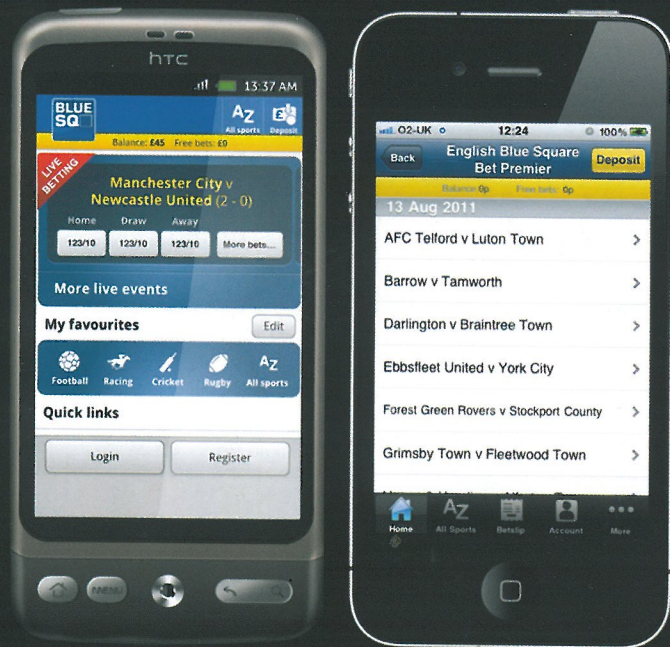 hTC
13:37 AM
BLUE
SQ
AZ
All sports
£
Deposit
Balance: £45 Free bets: £0
LIVE
BETTING
Manchester City v
Newcastle United (2 - 0)
Home Draw Away
123/10 123/10 123/10 More bets...
More live events
My favourites Edit
Football Racing Cricket Rugby AZ All sports
Quick links
Login Register
MENU
O2-UK 12:24 100%
Back English Blue Square
Bet Premier Deposit
Balance: 0p Free bets: 0p
13 Aug 2011
AFC Telford v Luton Town
Barrow v Tamworth
Darlington v Braintree Town
Ebbsfleet United v York City
Forest Green Rovers v Stockport County
Grimsby Town v Fleetwood Town
AZ
Home All Sports Betslip Account More